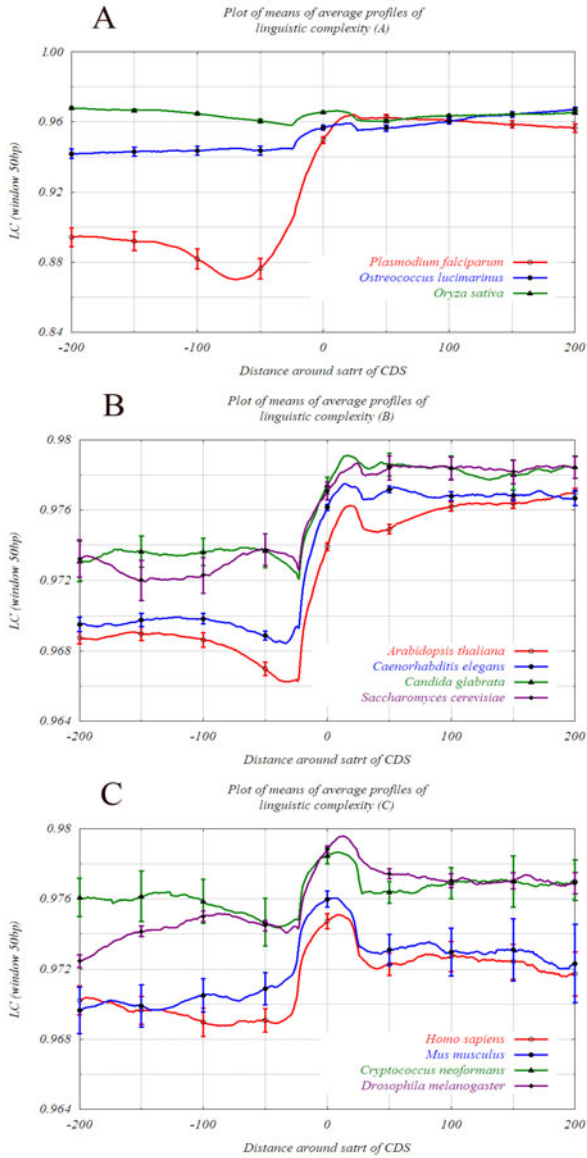 A
Plot of means of average profiles of
linguistic complexity (A)
1.00
0.96
0.92
0.88
0.84
LC (window 50bp)
Plasmodium falciparum
Ostreococcus lucimarinus
Oryza sativa
-200
-100
0
100
200
Distance around satrt of CDS
B
Plot of means of average profiles of
linguistic complexity (B)
0.98
0.976
0.972
0.968
0.964
LC (window 50bp)
Arabidopsis thaliana
Caenorhabditis elegans
Candida glabrata
Saccharomyces cerevisiae
-200
-100
0
100
200
Distance around satrt of CDS
C
Plot of means of average profiles of
linguistic complexity (C)
0.98
0.976
0.972
0.968
0.964
LC (window 50bp)
Homo sapiens
Mus musculus
Cryptococcus neoformans
Drosophila melanogaster
-200
-100
0
100
200
Distance around satrt of CDS